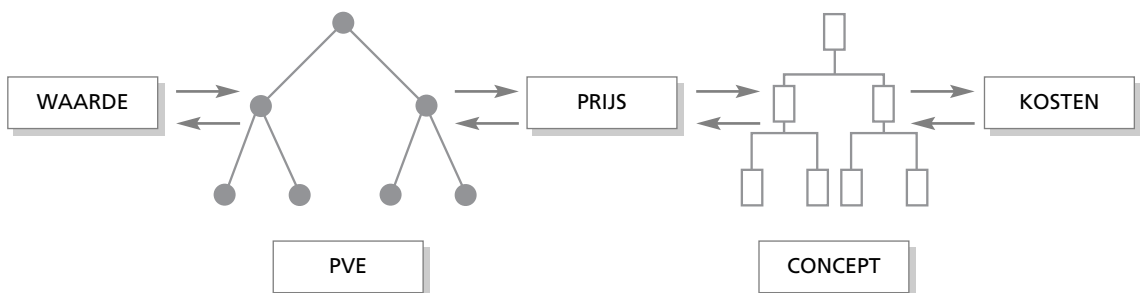 WAARDE
PRIJS
KOSTEN
PVE
CONCEPT